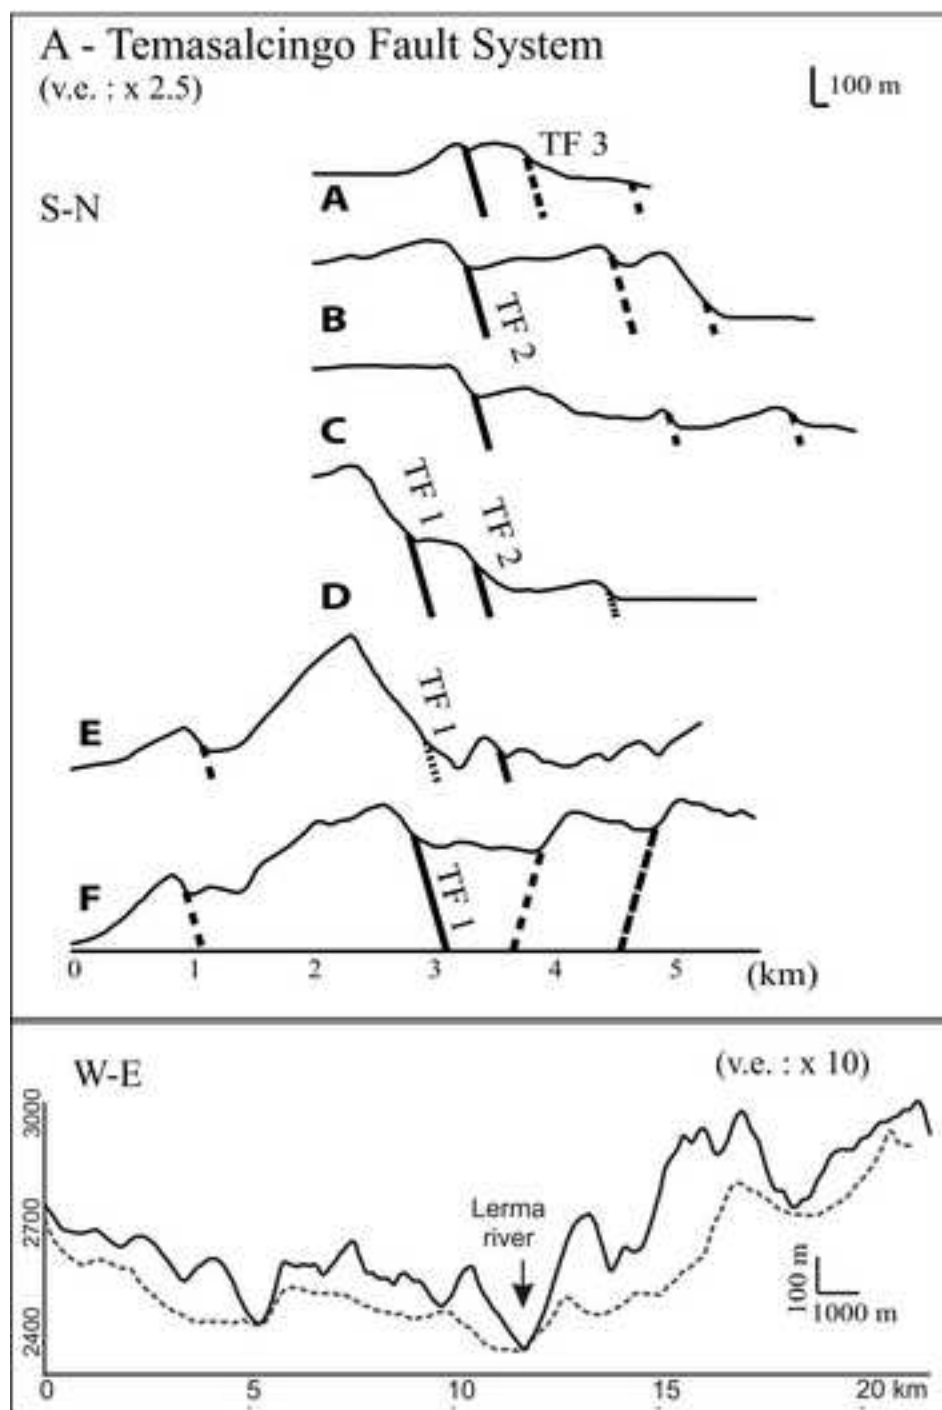 A - Temasalcingo Fault System
(v.e. : x 2.5)
100 m
S-N
TF 3
A
B
TF 2
C
TF 1
TF 2
D
TF 1
E
F
TF 1
0 1 2 3 4 5 (km)
W-E
(v.e. : x 10)
3000
2700
2400
Lerma
river
100 m
1000 m
0 5 10 15 20 km